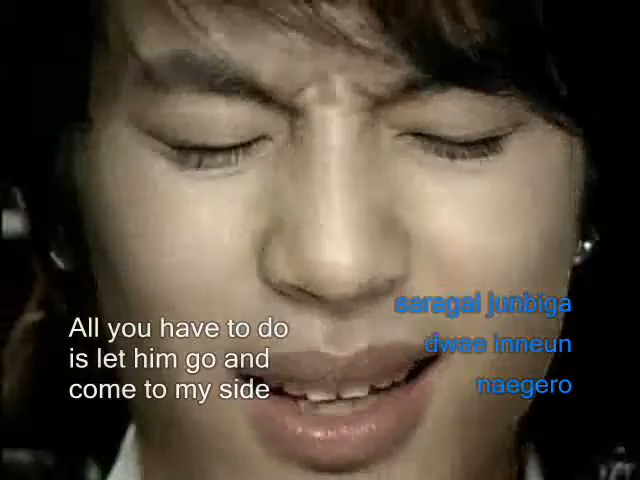 All you have to do
is let him go and
come to my side
saragal junbiga
dwae inneun
naegero